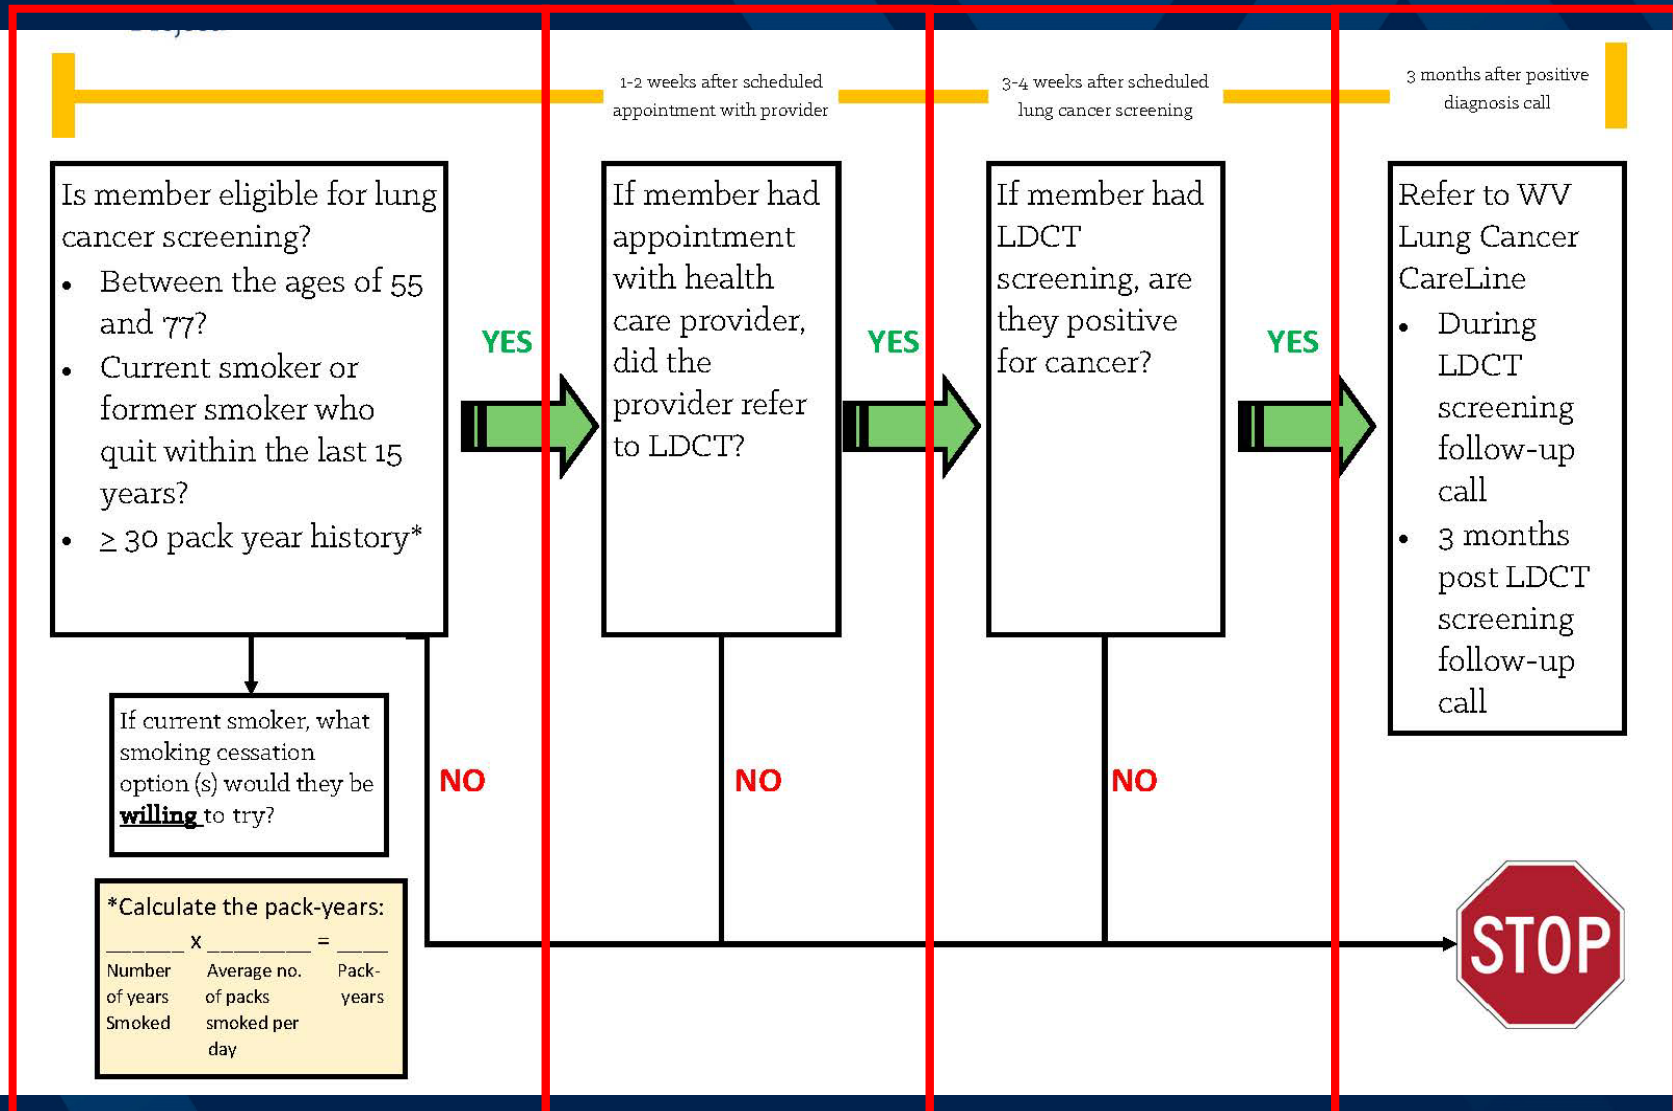 1-2 weeks after scheduled
appointment with provider
3-4 weeks after scheduled
lung cancer screening
3 months after positive
diagnosis call
Is member eligible for lung
cancer screening?
• Between the ages of 55
and 77?
• Current smoker or
former smoker who
quit within the last 15
years?
• ≥ 30 pack year history*
YES
If member had
appointment
with health
care provider,
did the
provider refer
to LDCT?
YES
If member had
LDCT
screening, are
they positive
for cancer?
YES
Refer to WV
Lung Cancer
CareLine
• During
LDCT
screening
follow-up
call
• 3 months
post LDCT
screening
follow-up
call
If current smoker, what
smoking cessation
option (s) would they be
willing to try?
NO
NO
NO
*Calculate the pack-years:
______ x ________ = ____
Number
of years
Smoked
Average no.
of packs
smoked per
day
Pack-
years
STOP